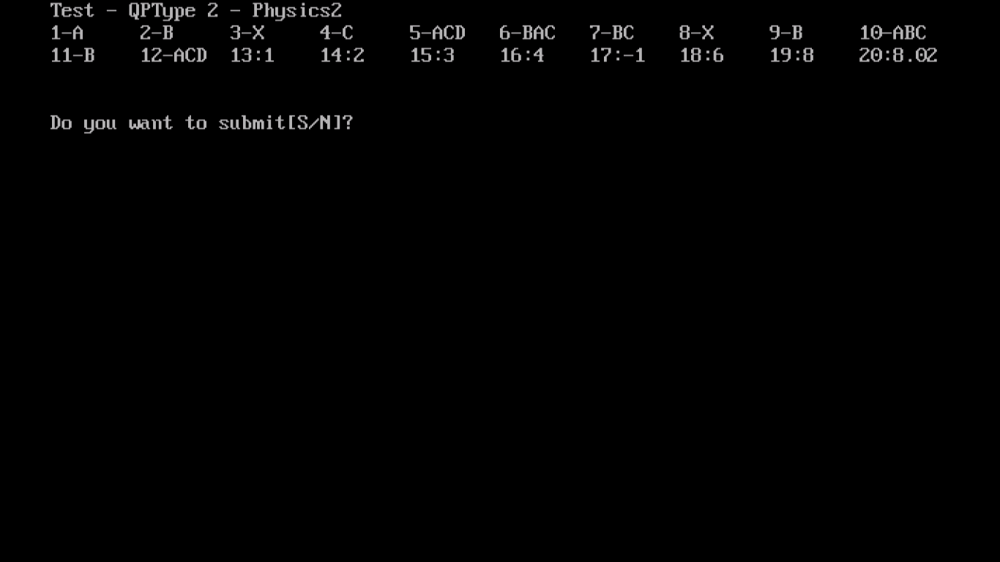 Test - QPType 2 - Physics2
1-A 2-B 3-X 4-C 5-ACD 6-BAC 7-BC 8-X 9-B 10-ABC
11-B 12-ACD 13:1 14:2 15:3 16:4 17:-1 18:6 19:8 20:8.02
Do you want to submit[S/N]?